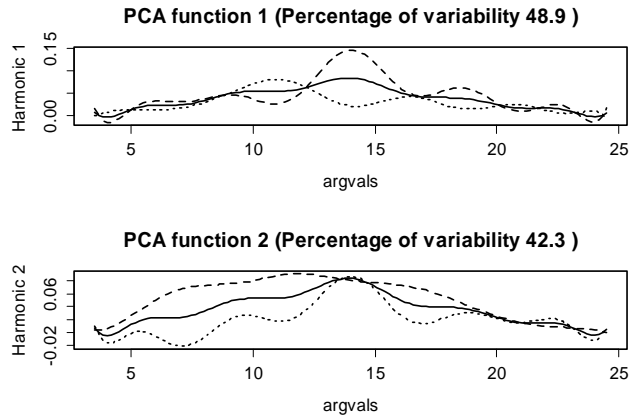 PCA function 1 (Percentage of variability 48.9 )
Harmonic 1
0.15
0.00
5 10 15 20 25
argvals
PCA function 2 (Percentage of variability 42.3 )
Harmonic 2
0.06
-0.02
5 10 15 20 25
argvals